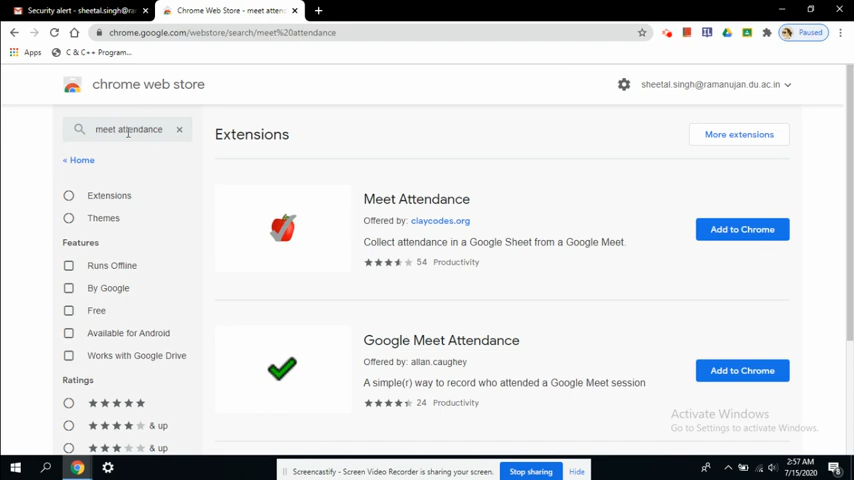 Security alert - sheetal.singh@ra
Chrome Web Store - meet attend
chrome.google.com/webstore/search/meet%20attendance
Paused
Apps
C & C++ Program...
chrome web store
sheetal.singh@ramanujan.du.ac.in
meet attendance
Extensions
More extensions
« Home
Extensions
Themes
Features
Runs Offline
By Google
Free
Available for Android
Works with Google Drive
Ratings
& up
& up
Meet Attendance
Offered by: claycodes.org
Collect attendance in a Google Sheet from a Google Meet.
54 Productivity
Add to Chrome
Google Meet Attendance
Offered by: allan.caughey
A simple(r) way to record who attended a Google Meet session
24 Productivity
Add to Chrome
Activate Windows
Go to Settings to activate Windows.
Screencastify - Screen Video Recorder is sharing your screen.
Stop sharing
Hide
2:57 AM
7/15/2020